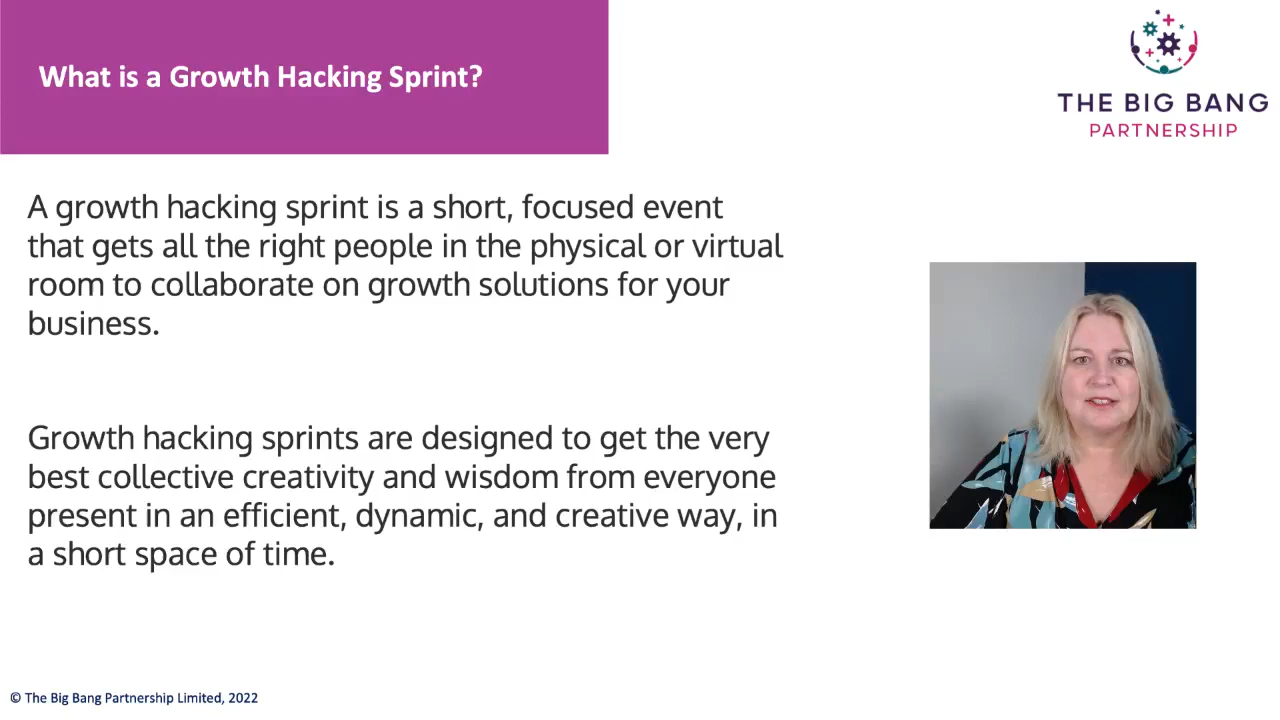 What is a Growth Hacking Sprint?
THE BIG BANG
PARTNERSHIP
A growth hacking sprint is a short, focused event
that gets all the right people in the physical or virtual
room to collaborate on growth solutions for your
business.
Growth hacking sprints are designed to get the very
best collective creativity and wisdom from everyone
present in an efficient, dynamic, and creative way, in
a short space of time.
© The Big Bang Partnership Limited, 2022